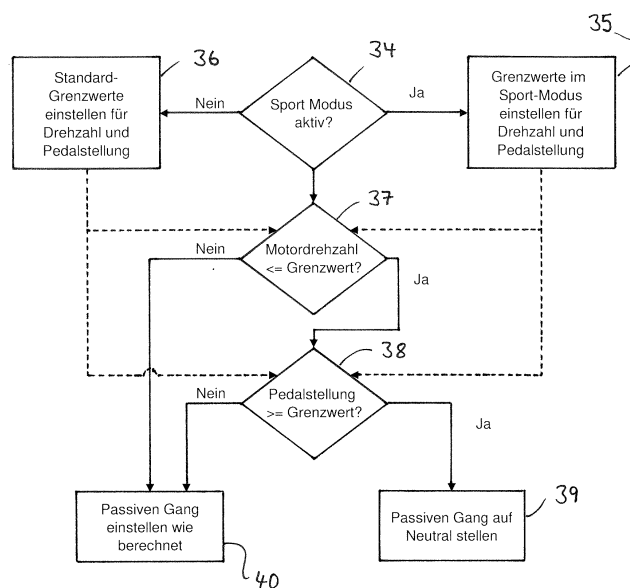 36
34
35
Standard-
Grenzwerte
einstellen für
Drehzahl und
Pedalstellung
Nein
Sport Modus
aktiv?
Ja
Grenzwerte im
Sport-Modus
einstellen für
Drehzahl und
Pedalstellung
37
Nein
Motordrehzahl
<= Grenzwert?
Ja
38
Nein
Pedalstellung
>= Grenzwert?
Ja
Passiven Gang
einstellen wie
berechnet
40
Passiven Gang auf
Neutral stellen
39